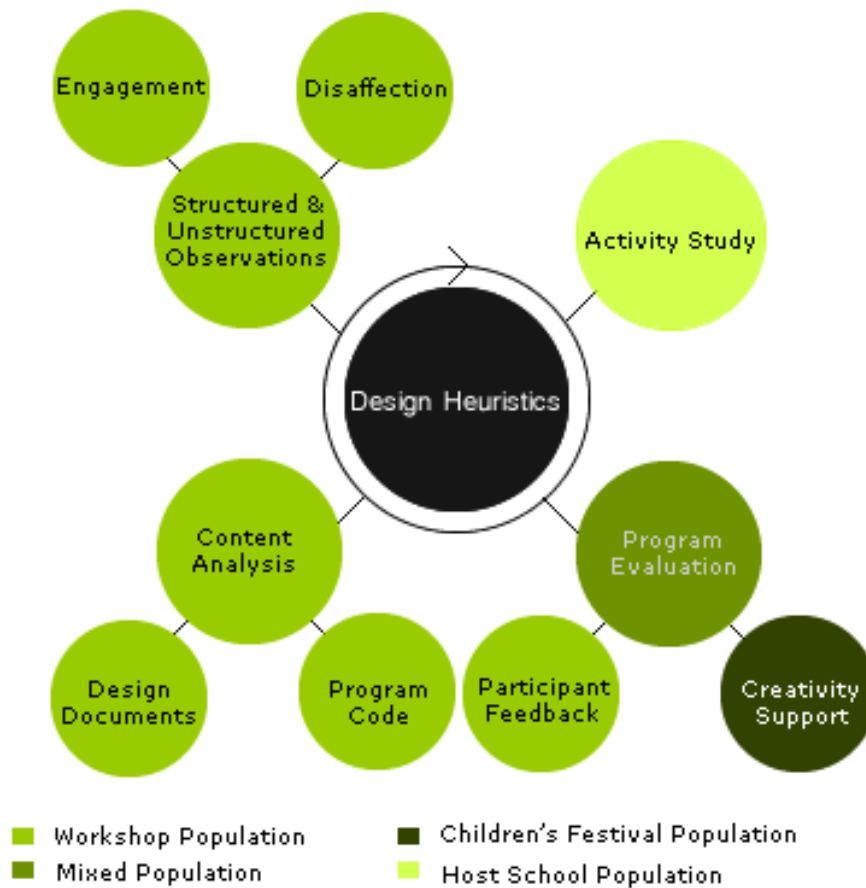 Engagement
Disaffection
Structured &
Unstructured
Observations
Activity Study
Design Heuristics
Content
Analysis
Program
Evaluation
Design
Documents
Program
Code
Participant
Feedback
Creativity
Support
Workshop Population
Children's Festival Population
Mixed Population
Host School Population